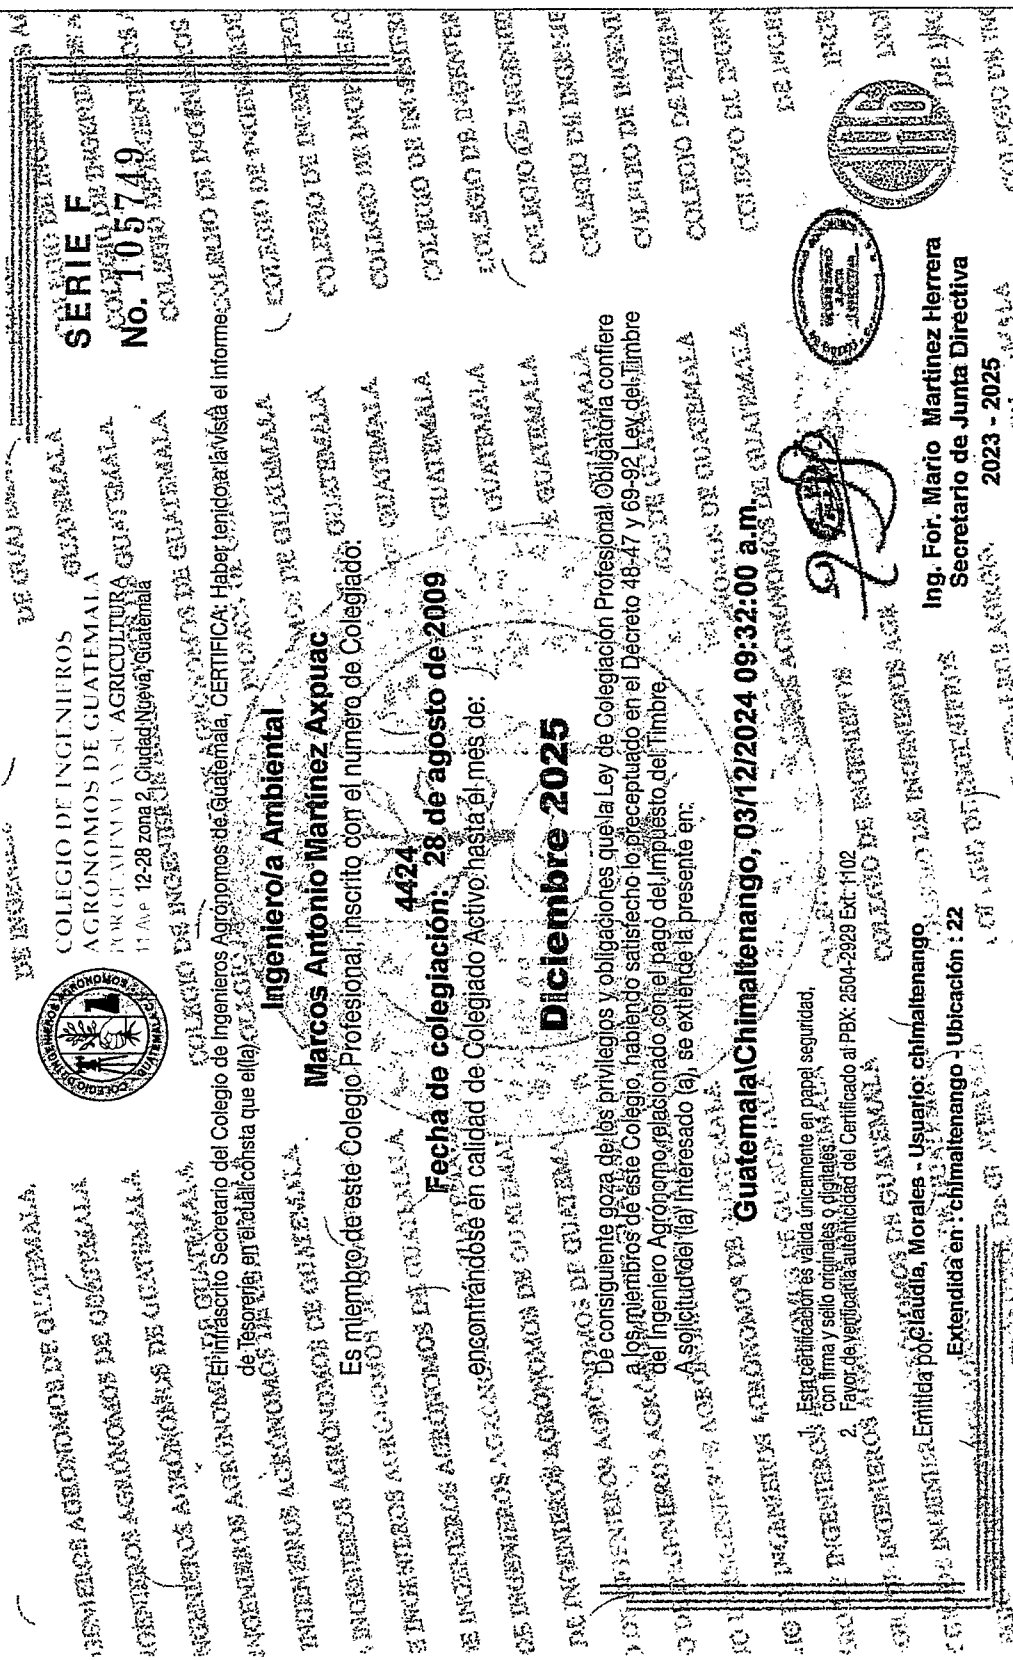 COLEGIO DE INGENIEROS
AGRONOMOS DE GUATEMALA
POR GUATEMALA Y SU AGRICULTURA
11 Ave 12-28 zona 2, Ciudad Nueva, Guatemala
SERIE F
No. 105749
El Infrascrito Secretario del Colegio de Ingenieros Agrónomos de Guatemala, CERTIFICA: Haber tenido a la vista el informe
de Tesorería; en el cual consta que el(la)
Ingeniero/a Ambiental
Marcos Antonio Martinez Axpuac
Es miembro de este Colegio Profesional, inscrito con el número de Colegiado:
4424
Fecha de colegiación: 28 de agosto de 2009
encontrándose en calidad de Colegiado Activo hasta el mes de:
Diciembre 2025
De consiguiente goza de los privilegios y obligaciones que la Ley de Colegiación Profesional Obligatoria confiere
a los miembros de este Colegio, habiendo satisfecho lo preceptuado en el Decreto 48-47 y 69-92 Ley del Timbre
del Ingeniero Agrónomo relacionado con el pago del Impuesto del Timbre.
A solicitud del (la) Interesado (a), se extiende la presente en:
Guatemala\Chimaltenango, 03/12/2024 09:32:00 a.m.
1. Esta certificación es válida únicamente en papel seguridad,
con firma y sello originales o digitales.
2. Favor de verificar la autenticidad del Certificado al PBX: 2504-2929 Ext: 1102
Emitida por: Claudia, Morales - Usuario: chimaltenango
Extendida en : chimaltenango - Ubicación : 22
Ing. For. Mario Martinez Herrera
Secretario de Junta Directiva
2023 - 2025